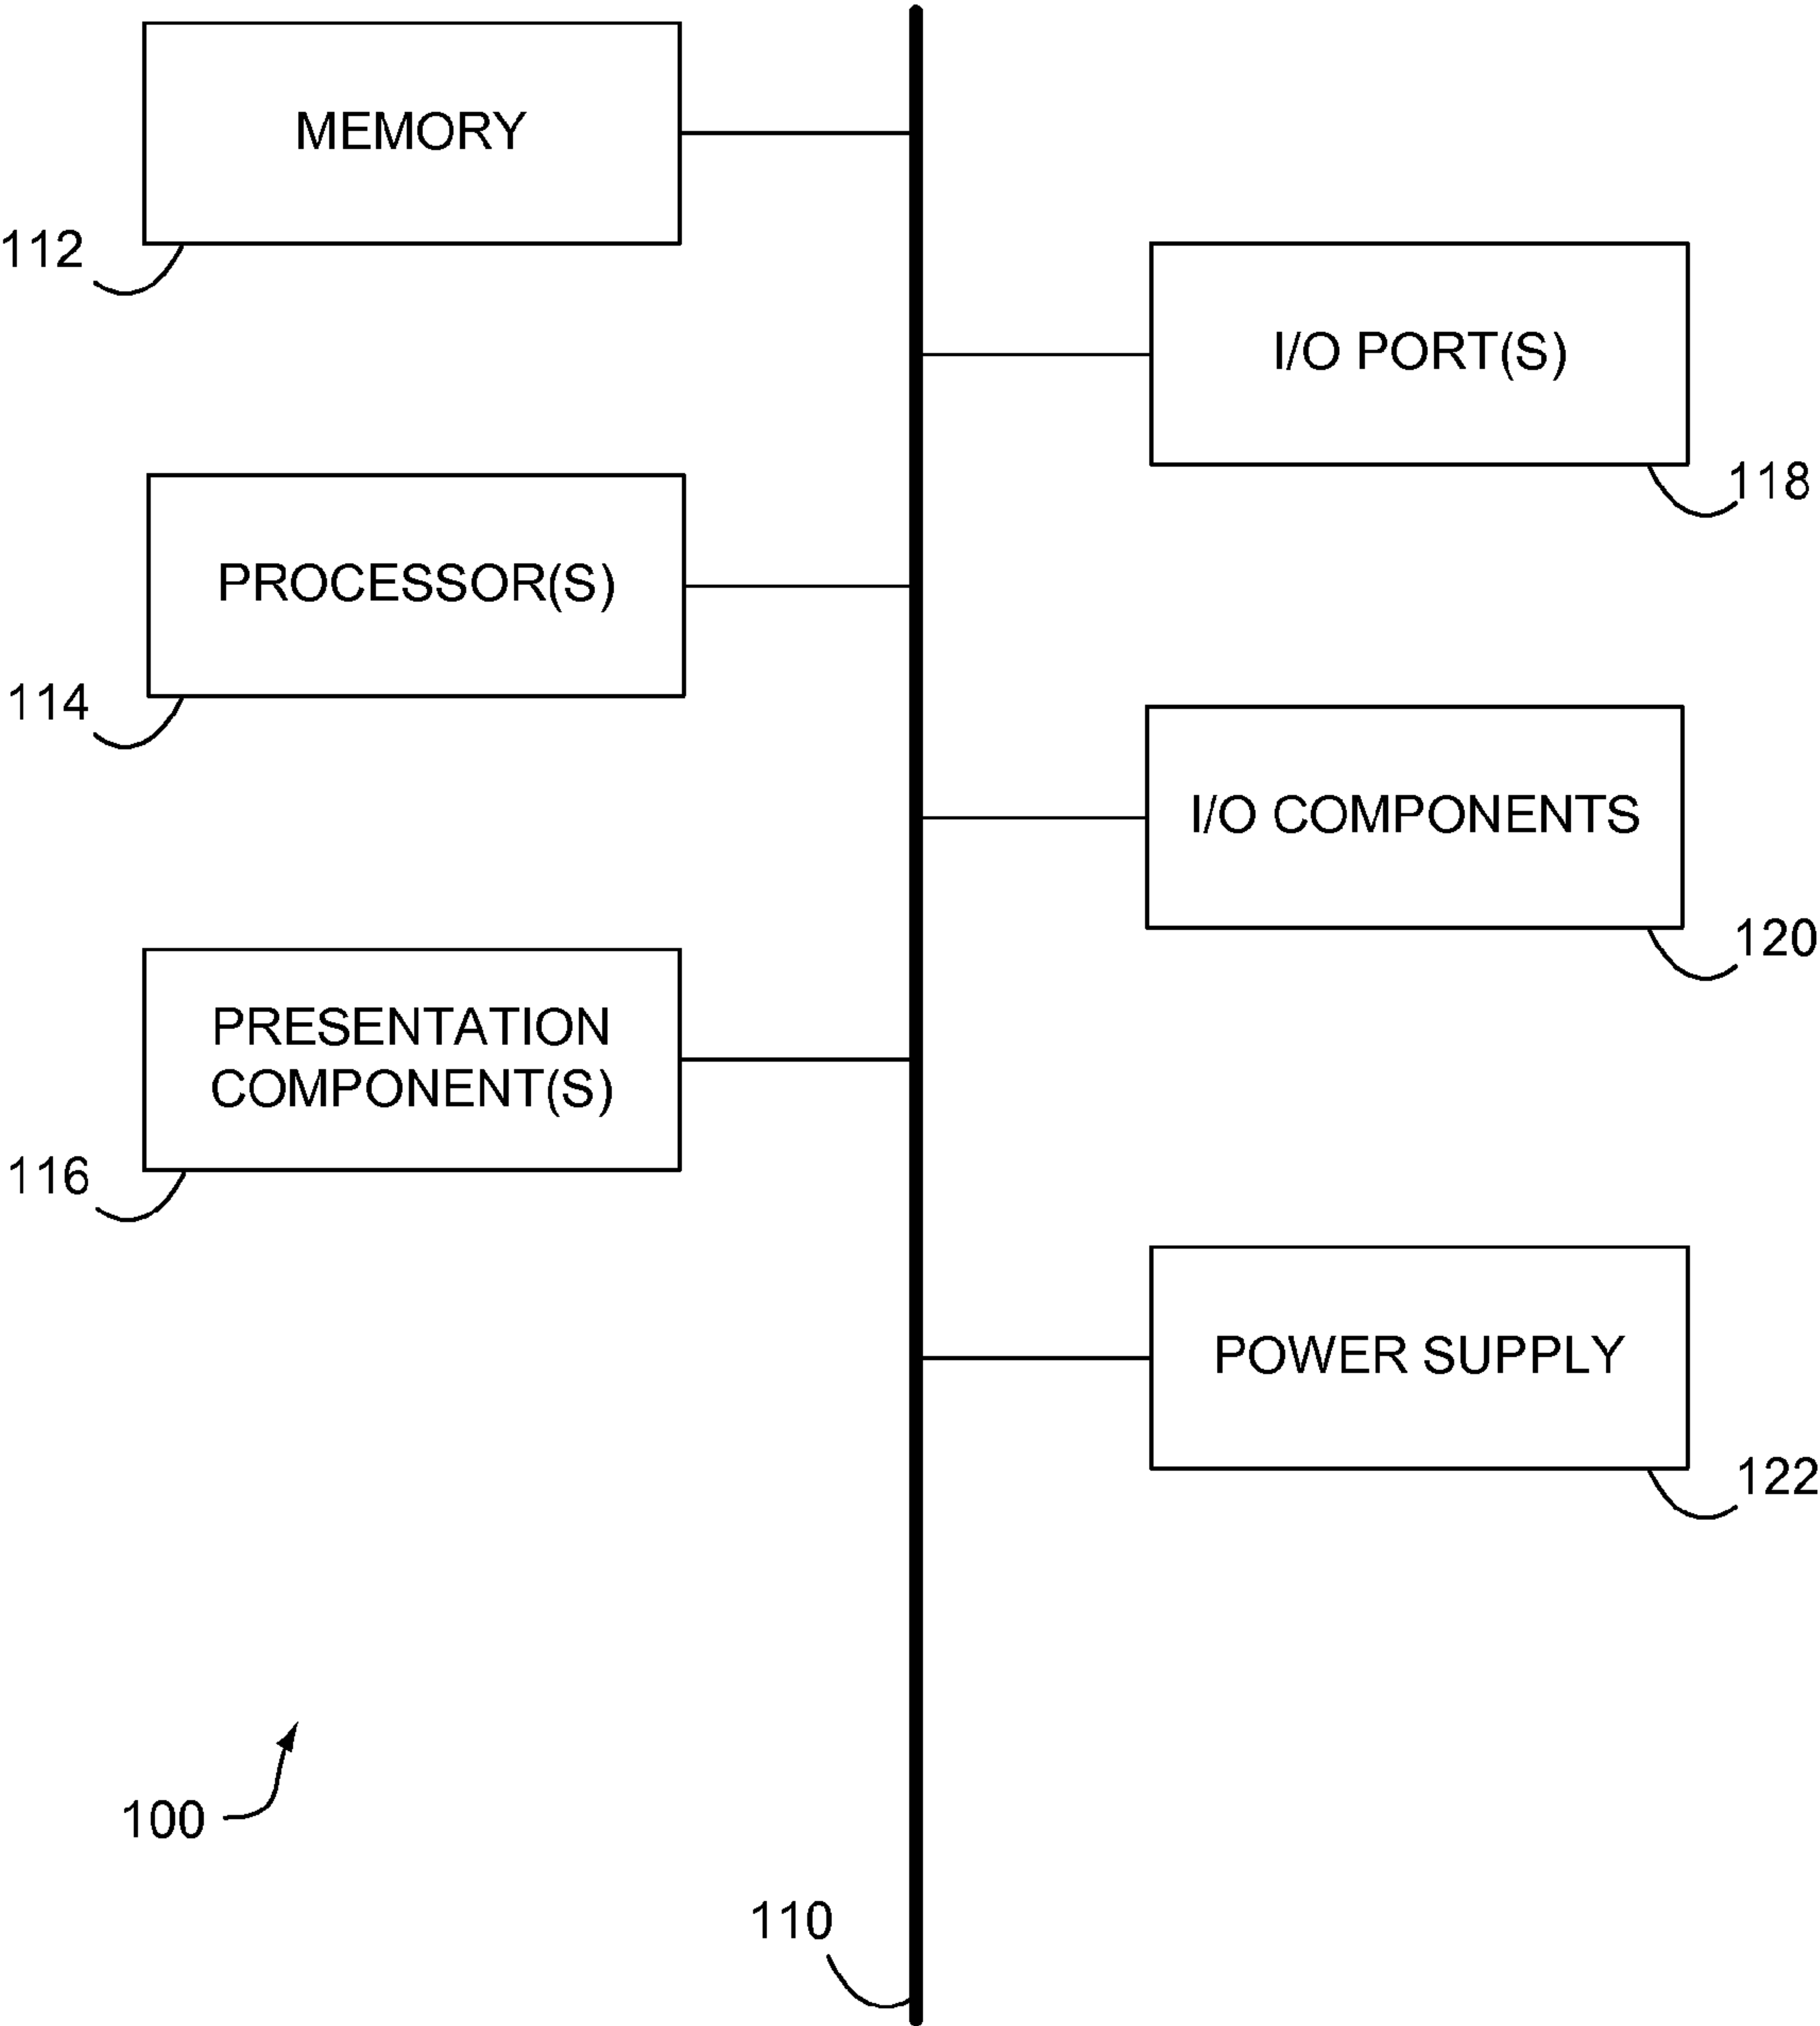 MEMORY
112
I/O PORT(S)
118
PROCESSOR(S)
114
I/O COMPONENTS
120
PRESENTATION
COMPONENT(S)
116
POWER SUPPLY
122
100
110